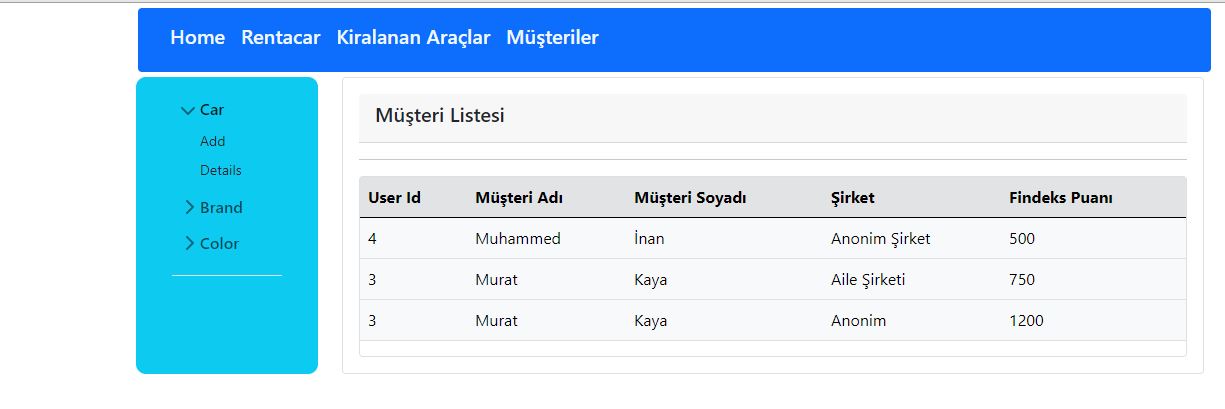 Home Rentacar Kiralanan Araçlar Müşteriler
Car
Add
Details
Brand
Color
Müşteri Listesi
User Id Müşteri Adı Müşteri Soyadı Şirket Findeks Puanı
4 Muhammed İnan Anonim Şirket 500
3 Murat Kaya Aile Şirketi 750
3 Murat Kaya Anonim 1200